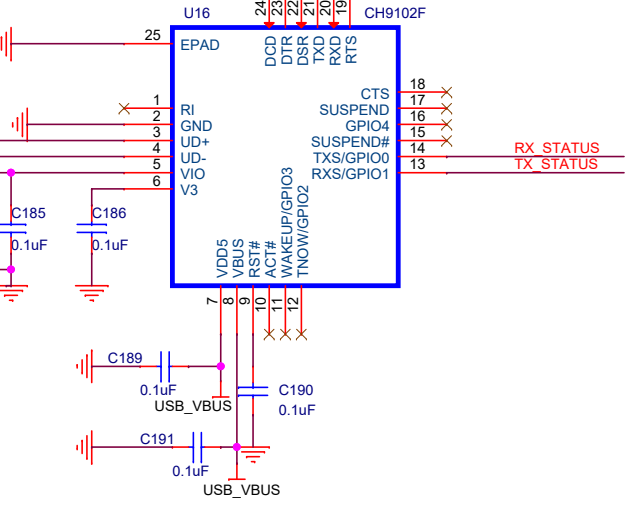 U16
CH9102F
24
23
22
21
20
19
DCD
DTR
DSR
TXD
RXD
RTS
25
EPAD
1
RI
2
GND
3
UD+
4
UD-
5
VIO
6
V3
CTS
18
SUSPEND
17
GPIO4
16
SUSPEND#
15
TXS/GPIO0
14
RX_STATUS
RXS/GPIO1
13
TX_STATUS
C185
0.1uF
C186
0.1uF
VDD5
VBUS
RST#
ACT#
WAKEUP/GPIO3
TNOW/GPIO2
7
8
9
10
11
12
C189
0.1uF
USB_VBUS
C190
0.1uF
C191
0.1uF
USB_VBUS